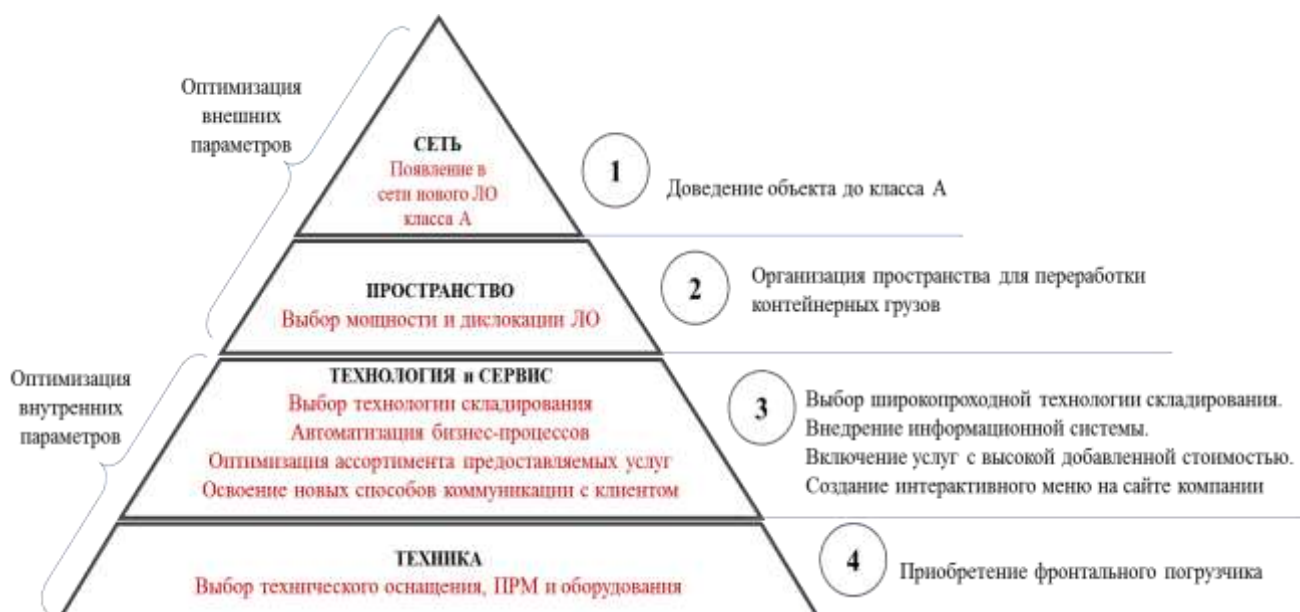 Оптимизация
внешних
параметров
СЕТЬ
Появление в
сети нового ЛО
класса А
1
Доведение объекта до класса А
ПРОСТРАНСТВО
Выбор мощности и дислокации ЛО
2
Организация пространства для переработки
контейнерных грузов
Оптимизация
внутренних
параметров
ТЕХНОЛОГИЯ и СЕРВИС
Выбор технологии складирования
Автоматизация бизнес-процессов
Оптимизация ассортимента предоставляемых услуг
Освоение новых способов коммуникации с клиентом
3
Выбор широкопроходной технологии складирования.
Внедрение информационной системы.
Включение услуг с высокой добавленной стоимостью.
Создание интерактивного меню на сайте компании
ТЕХНИКА
Выбор технического оснащения, ПРМ и оборудования
4
Приобретение фронтального погрузчика